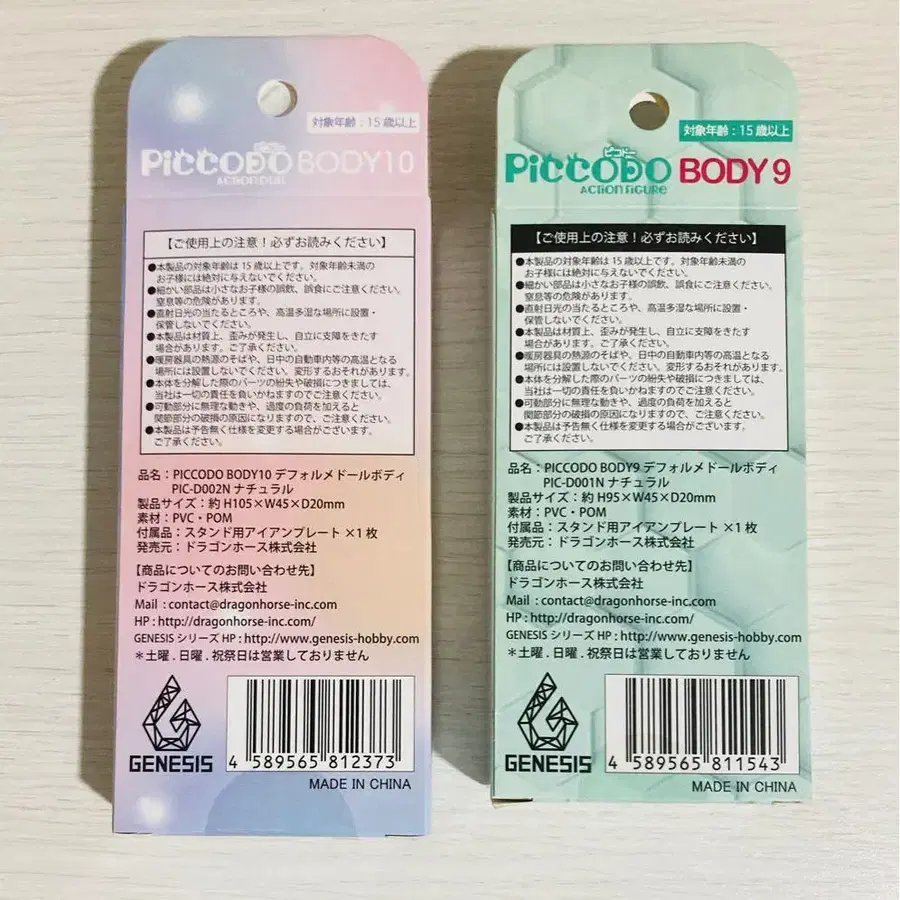 対象年齢:15歳以上
PiCCODO BODY10
ACTION DOLL
【ご使用上の注意!必ずお読みください】
●本製品の対象年齢は15歳以上です。対象年齢未満の
お子様には絶対に与えないでください。
●細かい部品は小さなお子様の誤飲、誤食にご注意ください。
窒息等の危険があります。
●直射日光の当たるところや、高温多湿な場所に設置・
保管しないでください。
●本製品は材質上、歪みが発生し、自立に支障をきたす
場合があります。ご了承ください。
●暖房器具の熱源のそばや、日中の自動車内等の高温となる
場所には設置しないでください。変形するおそれがあります。
●本体を分解した際のパーツの紛失や破損につきましては、
当社は一切の責任を負いかねますのでご注意ください。
●可動部分に無理な動きや、過度の負荷を加えると
関節部分の破損の原因になりますので、ご注意ください。
●本製品は予告無く仕様を変更する場合がございます。
ご了承ください。
品名:PICCODO BODY10 デフォルメドールボディ
PIC-D002N ナチュラル
製品サイズ:約 H105×W45×D20mm
素材:PVC・POM
付属品:スタンド用アイアンプレート ×1枚
発売元:ドラゴンホース株式会社
【商品についてのお問い合わせ先】
ドラゴンホース株式会社
Mail : contact@dragonhorse-inc.com
HP : http://dragonhorse-inc.com/
GENESIS シリーズ HP : http://www.genesis-hobby.com
＊土曜.日曜.祝祭日は営業しておりません
GENESIS
4 589565 812373
MADE IN CHINA
対象年齢:15歳以上
ピコドー
PiCCODO BODY9
ACTION FIGURE
【ご使用上の注意!必ずお読みください】
●本製品の対象年齢は15歳以上です。対象年齢未満の
お子様には絶対に与えないでください。
●細かい部品は小さなお子様の誤飲、誤食にご注意ください。
窒息等の危険があります。
●直射日光の当たるところや、高温多湿な場所に設置・
保管しないでください。
●本製品は材質上、歪みが発生し、自立に支障をきたす
場合があります。ご了承ください。
●暖房器具の熱源のそばや、日中の自動車内等の高温となる
場所には設置しないでください。変形するおそれがあります。
●本体を分解した際のパーツの紛失や破損につきましては、
当社は一切の責任を負いかねますのでご注意ください。
●可動部分に無理な動きや、過度の負荷を加えると
関節部分の破損の原因になりますので、ご注意ください。
●本製品は予告無く仕様を変更する場合がございます。
ご了承ください。
品名:PICCODO BODY9 デフォルメドールボディ
PIC-D001N ナチュラル
製品サイズ:約 H95×W45×D20mm
素材:PVC・POM
付属品:スタンド用アイアンプレート ×1枚
発売元:ドラゴンホース株式会社
【商品についてのお問い合わせ先】
ドラゴンホース株式会社
Mail : contact@dragonhorse-inc.com
HP : http://dragonhorse-inc.com/
GENESIS シリーズ HP : http://www.genesis-hobby.com
＊土曜.日曜.祝祭日は営業しておりません
GENESIS
4 589565 811543
MADE IN CHINA